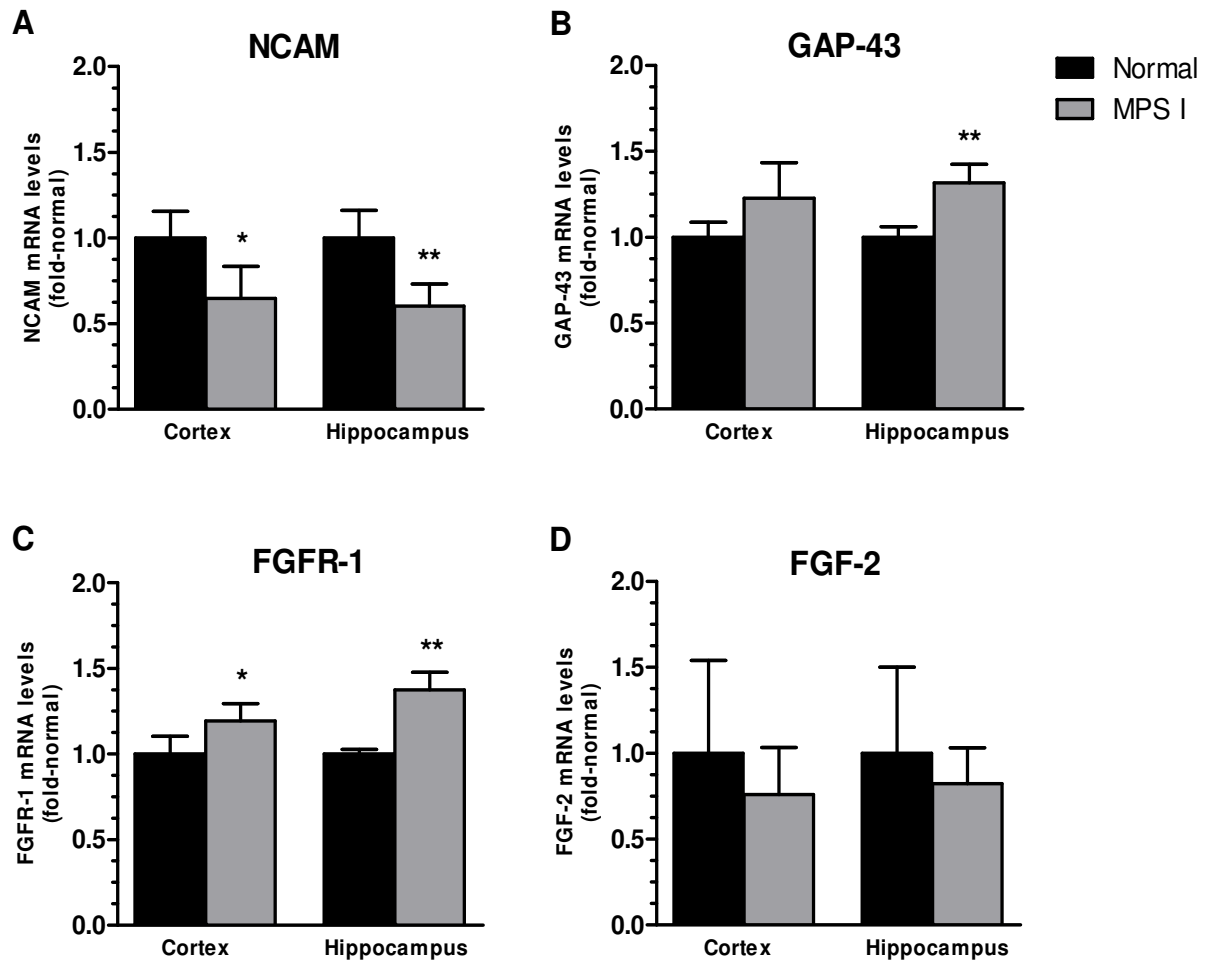 A
NCAM
2.0
1.5
1.0
0.5
0.0
NCAM mRNA levels
(fold-normal)
*
**
Cortex
Hippocampus
B
GAP-43
2.0
1.5
1.0
0.5
0.0
GAP-43 mRNA levels
(fold-normal)
**
Cortex
Hippocampus
Normal
MPS I
C
FGFR-1
2.0
1.5
1.0
0.5
0.0
FGFR-1 mRNA levels
(fold-normal)
*
**
Cortex
Hippocampus
D
FGF-2
2.0
1.5
1.0
0.5
0.0
FGF-2 mRNA levels
(fold-normal)
Cortex
Hippocampus